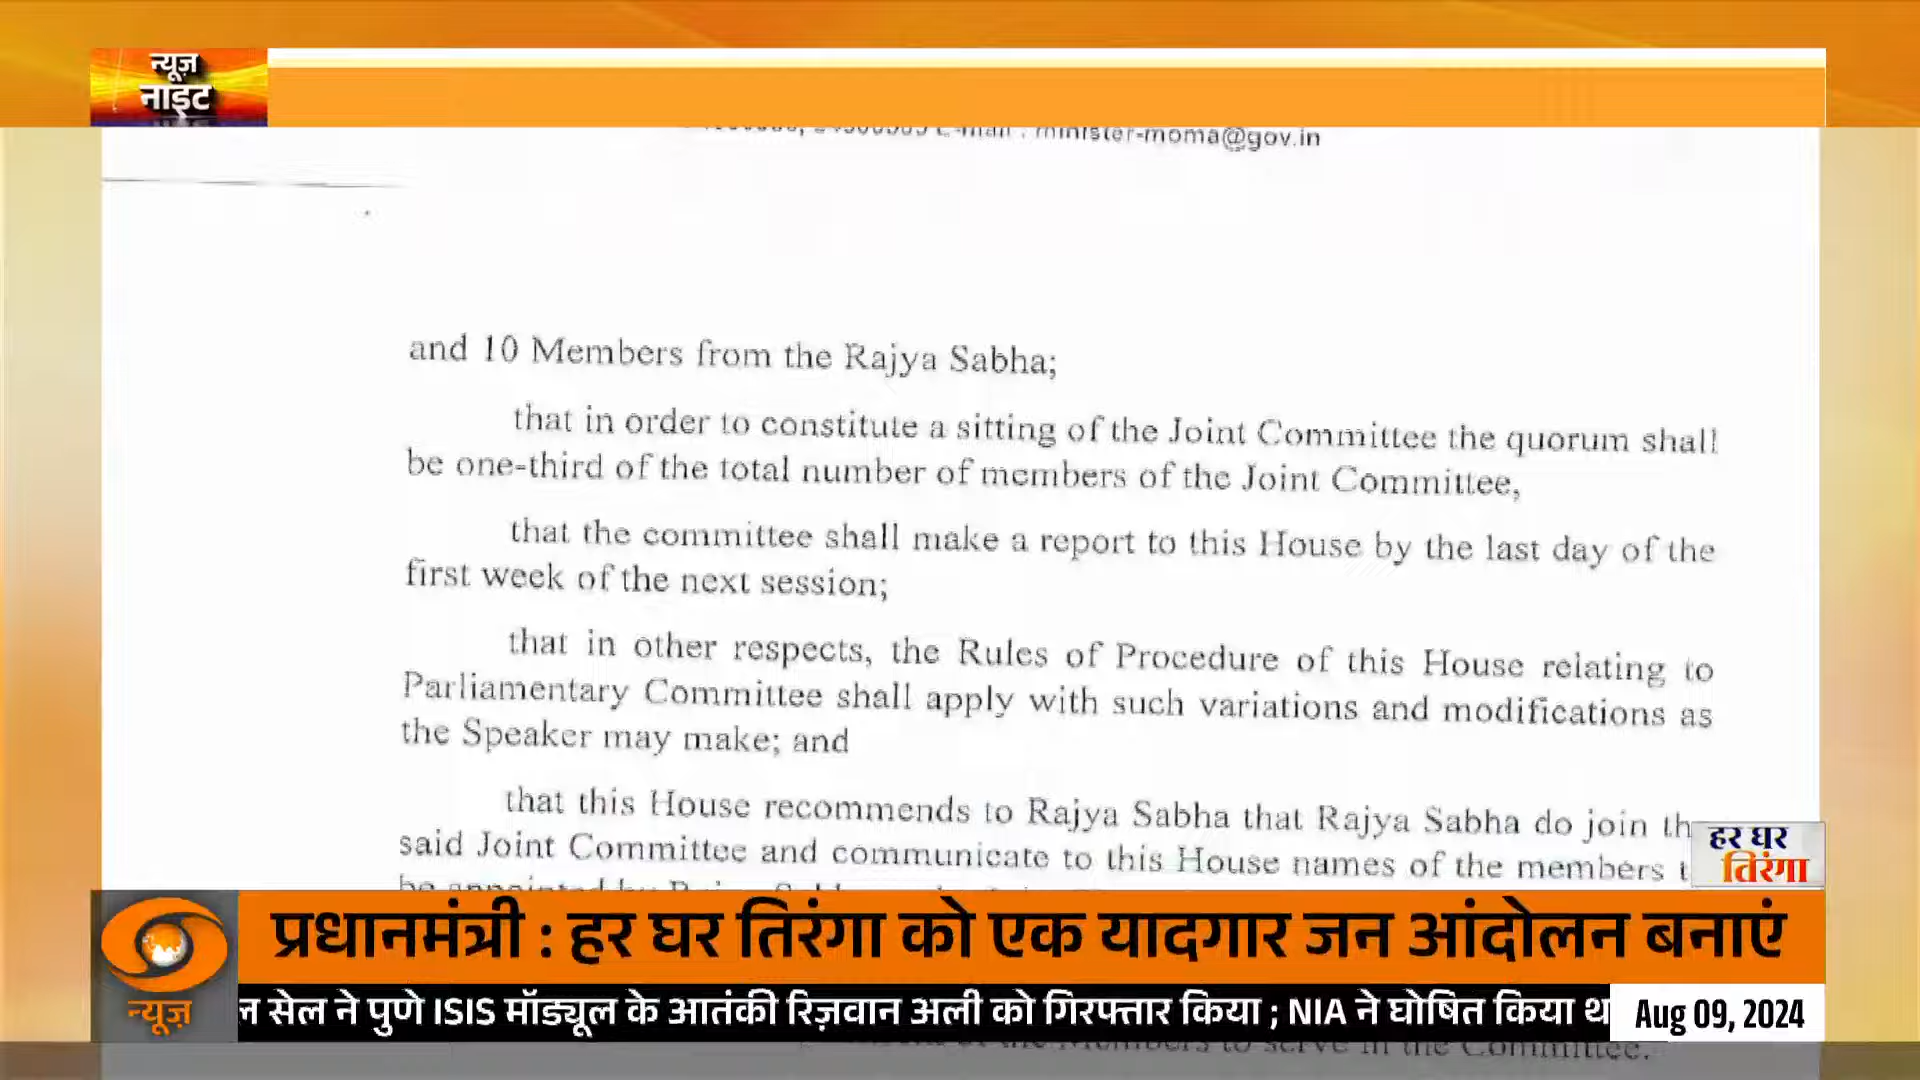 न्यूज़
नाइट
minister-moma@gov.in
and 10 Members from the Rajya Sabha;
that in order to constitute a sitting of the Joint Committee the quorum shall
be one-third of the total number of members of the Joint Committee,
that the committee shall make a report to this House by the last day of the
first week of the next session;
that in other respects, the Rules of Procedure of this House relating to
Parliamentary Committee shall apply with such variations and modifications as
the Speaker may make; and
that this House recommends to Rajya Sabha that Rajya Sabha do join
said Joint Committee and communicate to this House names of the members
हर घर
तिरंगा
प्रधानमंत्री : हर घर तिरंगा को एक यादगार जन आंदोलन बनाएं
न्यूज़
सेल ने पुणे ISIS मॉड्यूल के आतंकी रिज़वान अली को गिरफ्तार किया ; NIA ने घोषित किया
Aug 09, 2024
Members to serve in the Committee.